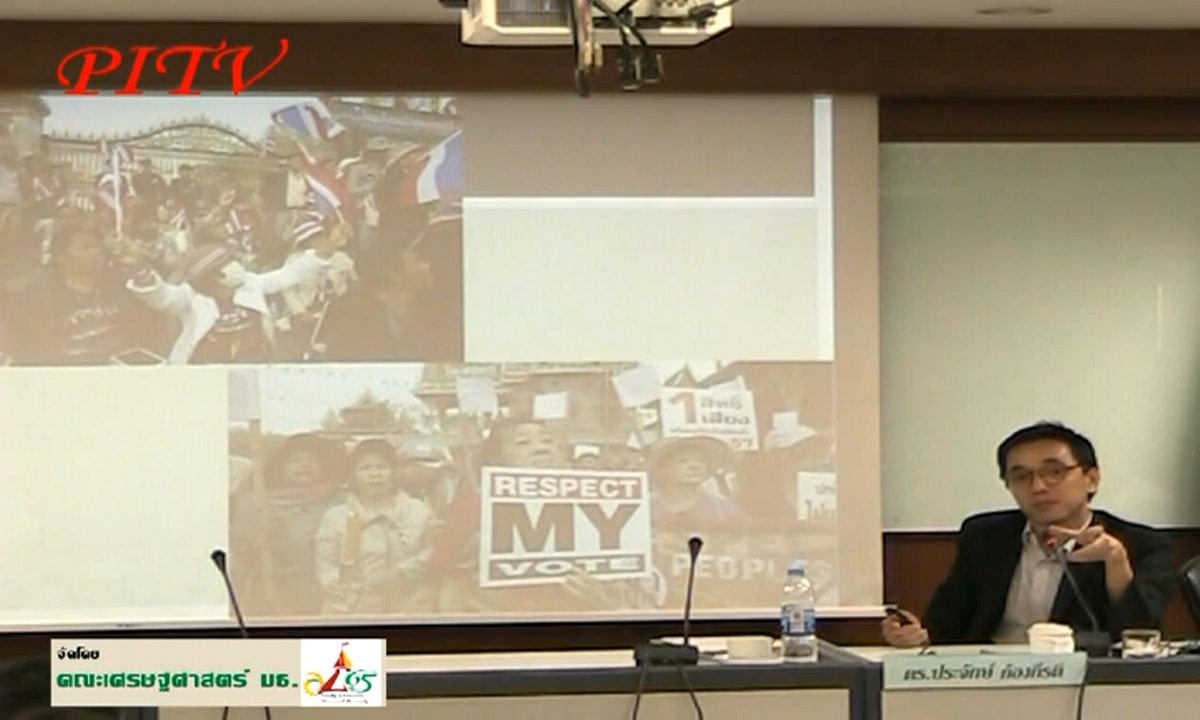 PITV
1 สิทธิ
เสียง
57
RESPECT
MY
VOTE
PEOPLE'S
จัดโดย
คณะเศรษฐศาสตร์ มธ.
ดร.ประจักษ์ ก้องกีรติ